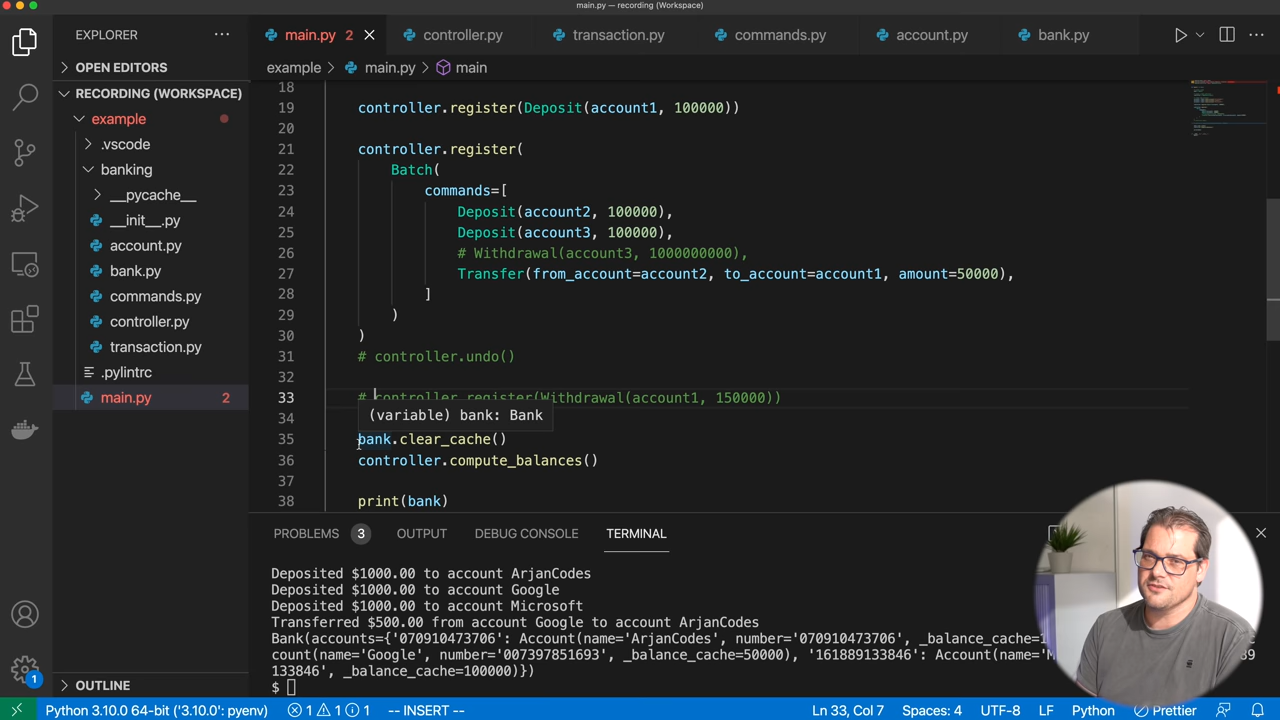 main.py — recording (Workspace)
EXPLORER
main.py 2 controller.py transaction.py commands.py account.py bank.py
OPEN EDITORS
example > main.py > main
RECORDING (WORKSPACE)
example
.vscode
banking
__pycache__
__init__.py
account.py
bank.py
commands.py
controller.py
transaction.py
.pylintrc
main.py 2
OUTLINE
18
19 controller.register(Deposit(account1, 100000))
20
21 controller.register(
22 Batch(
23 commands=[
24 Deposit(account2, 100000),
25 Deposit(account3, 100000),
26 # Withdrawal(account3, 1000000000),
27 Transfer(from_account=account2, to_account=account1, amount=50000),
28 ]
29 )
30 )
31 # controller.undo()
32
33 # controller.register(Withdrawal(account1, 150000))
34 (variable) bank: Bank
35 bank.clear_cache()
36 controller.compute_balances()
37
38 print(bank)
PROBLEMS 3 OUTPUT DEBUG CONSOLE TERMINAL
Deposited $1000.00 to account ArjanCodes
Deposited $1000.00 to account Google
Deposited $1000.00 to account Microsoft
Transferred $500.00 from account Google to account ArjanCodes
Bank(accounts={'070910473706': Account(name='ArjanCodes', number='070910473706', _balance_cache=1
count(name='Google', number='007397851693', _balance_cache=50000), '161889133846': Account(name='M
133846', _balance_cache=100000)})
$
1
Python 3.10.0 64-bit ('3.10.0': pyenv) 1 1 1 -- INSERT -- Ln 33, Col 7 Spaces: 4 UTF-8 LF Python Prettier